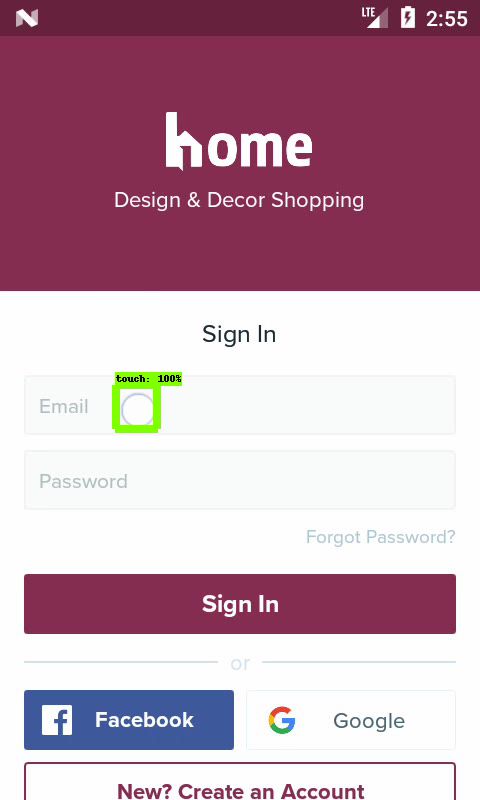 LTE 2:55
home
Design & Decor Shopping
Sign In
touch: 100%
Email
Password
Forgot Password?
Sign In
or
Facebook
Google
New? Create an Account